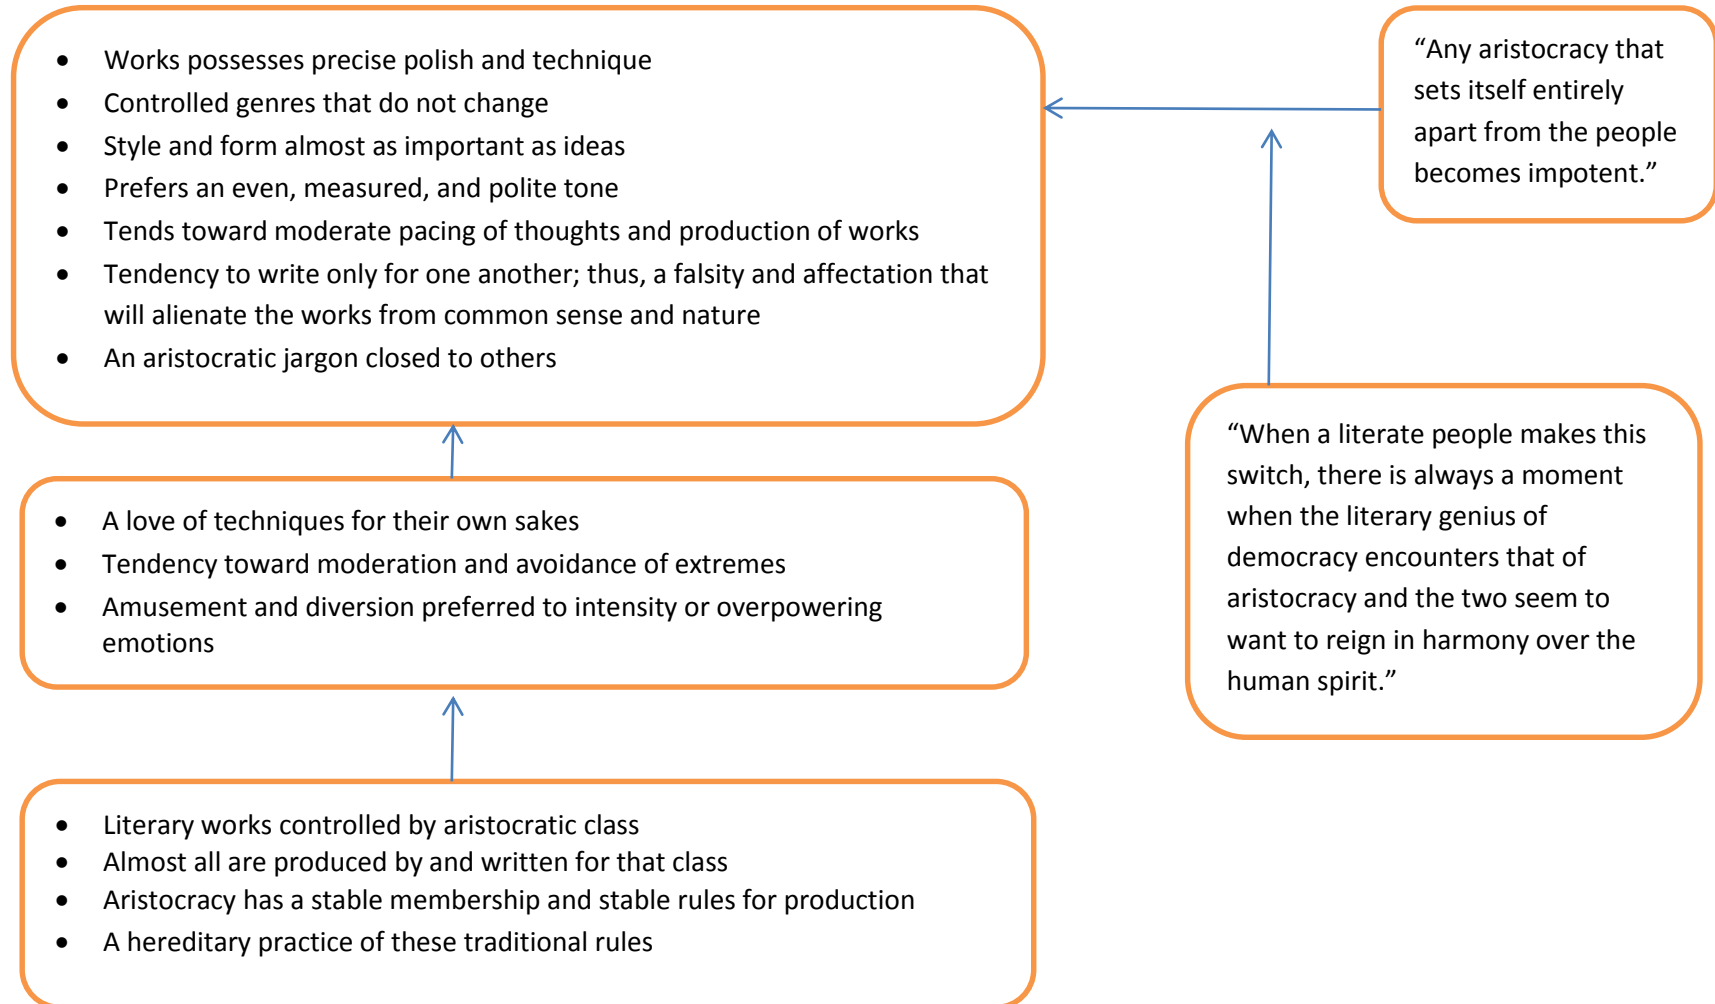 • Works possesses precise polish and technique
• Controlled genres that do not change
• Style and form almost as important as ideas
• Prefers an even, measured, and polite tone
• Tends toward moderate pacing of thoughts and production of works
• Tendency to write only for one another; thus, a falsity and affectation that
will alienate the works from common sense and nature
• An aristocratic jargon closed to others
“Any aristocracy that
sets itself entirely
apart from the people
becomes impotent.”
• A love of techniques for their own sakes
• Tendency toward moderation and avoidance of extremes
• Amusement and diversion preferred to intensity or overpowering
emotions
“When a literate people makes this
switch, there is always a moment
when the literary genius of
democracy encounters that of
aristocracy and the two seem to
want to reign in harmony over the
human spirit.”
• Literary works controlled by aristocratic class
• Almost all are produced by and written for that class
• Aristocracy has a stable membership and stable rules for production
• A hereditary practice of these traditional rules